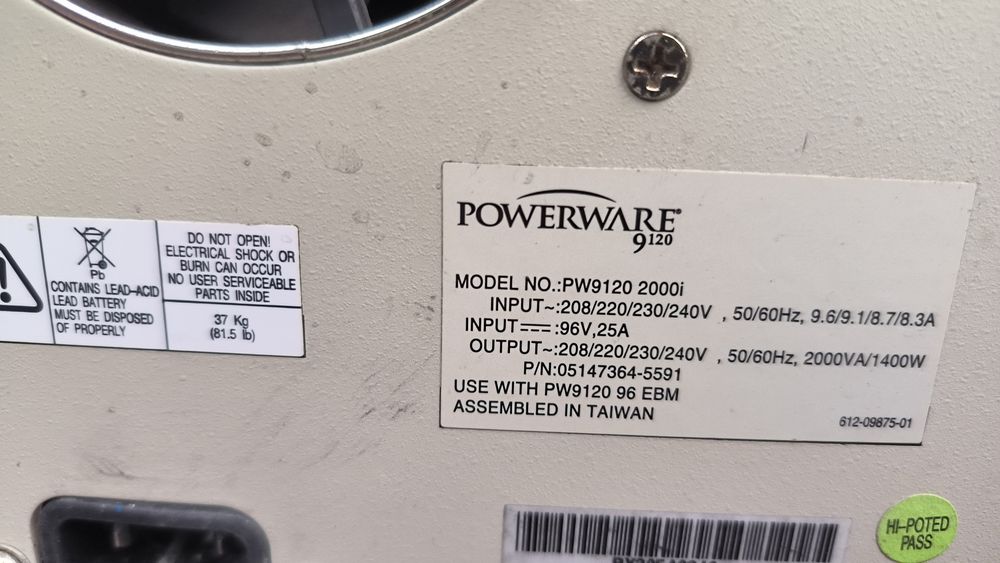 POWERWARE®
9120
MODEL NO.:PW9120 2000i
INPUT~:208/220/230/240V , 50/60Hz, 9.6/9.1/8.7/8.3A
INPUT⎓:96V,25A
OUTPUT~:208/220/230/240V , 50/60Hz, 2000VA/1400W
P/N:05147364-5591
USE WITH PW9120 96 EBM
ASSEMBLED IN TAIWAN
612-09875-01
Pb
CONTAINS LEAD-ACID
LEAD BATTERY
MUST BE DISPOSED
OF PROPERLY
DO NOT OPEN!
ELECTRICAL SHOCK OR
BURN CAN OCCUR
NO USER SERVICEABLE
PARTS INSIDE
37 Kg
(81.5 lb)
HI-POTED
PASS